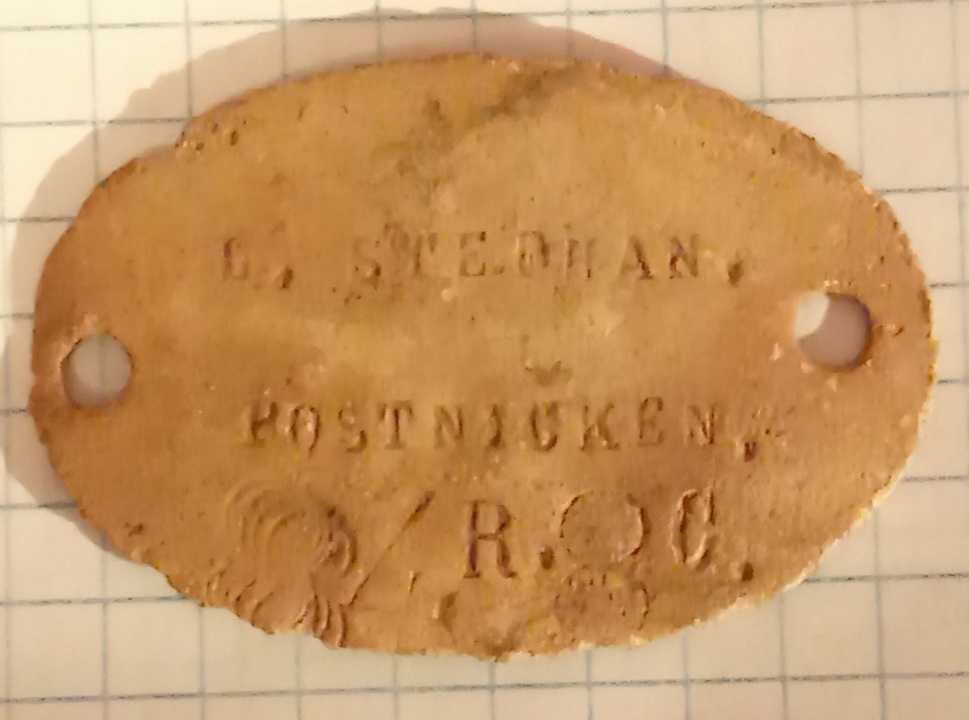 G. STEPHAN.
POSTNICKEN.
/R. C.